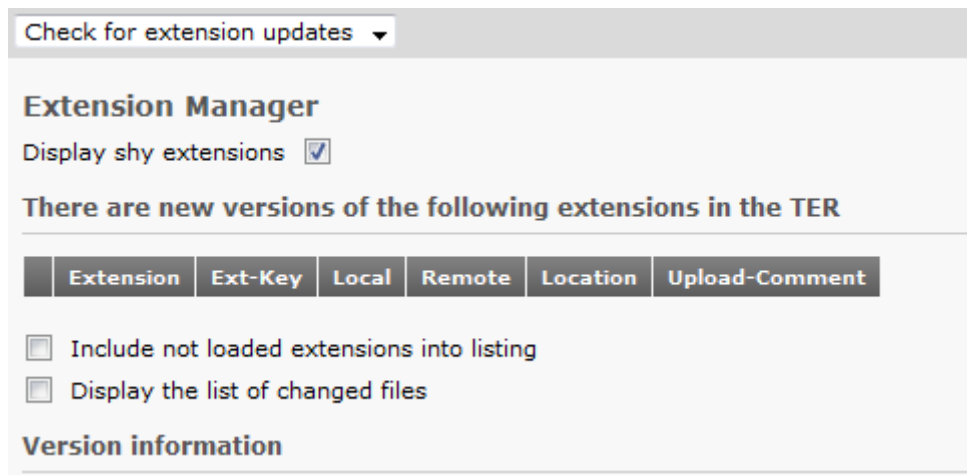 Check for extension updates
Extension Manager
Display shy extensions
There are new versions of the following extensions in the TER
Extension Ext-Key Local Remote Location Upload-Comment
Include not loaded extensions into listing
Display the list of changed files
Version information